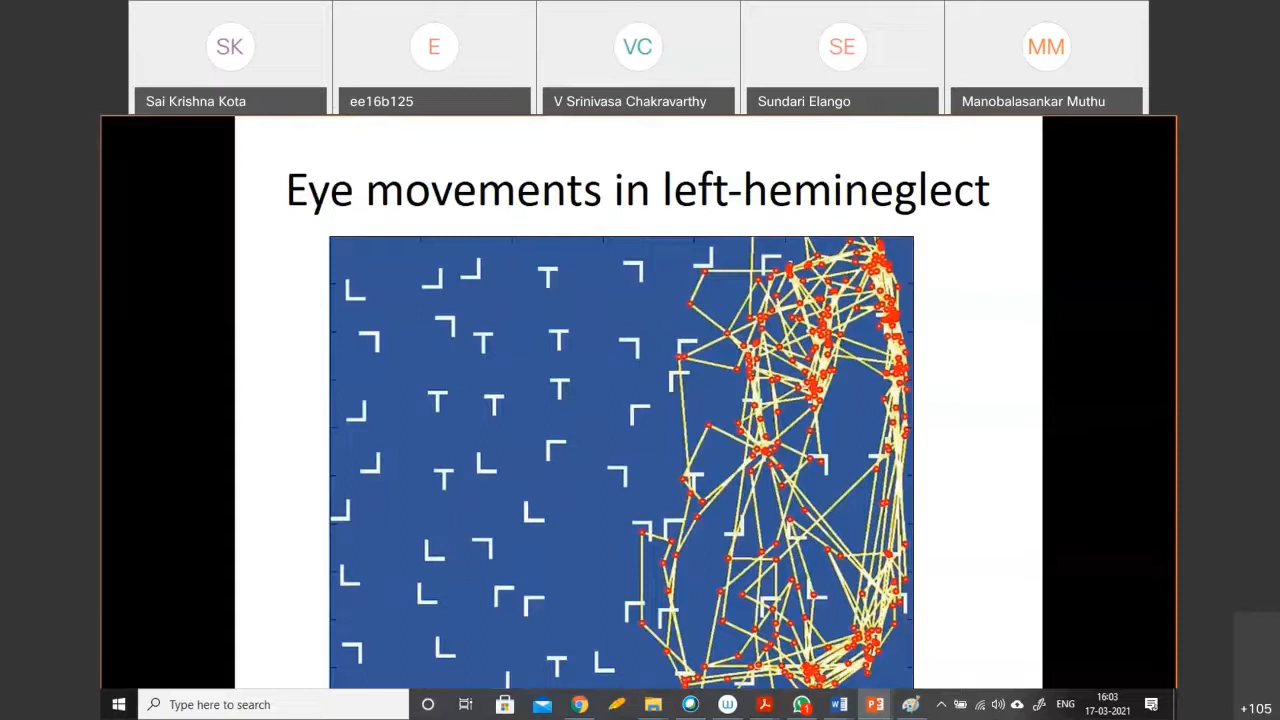 SK
E
VC
SE
MM
Sai Krishna Kota
ee16b125
V Srinivasa Chakravarthy
Sundari Elango
Manobalasankar Muthu
Eye movements in left-hemineglect
Type here to search
ENG
16:03
17-03-2021
+105